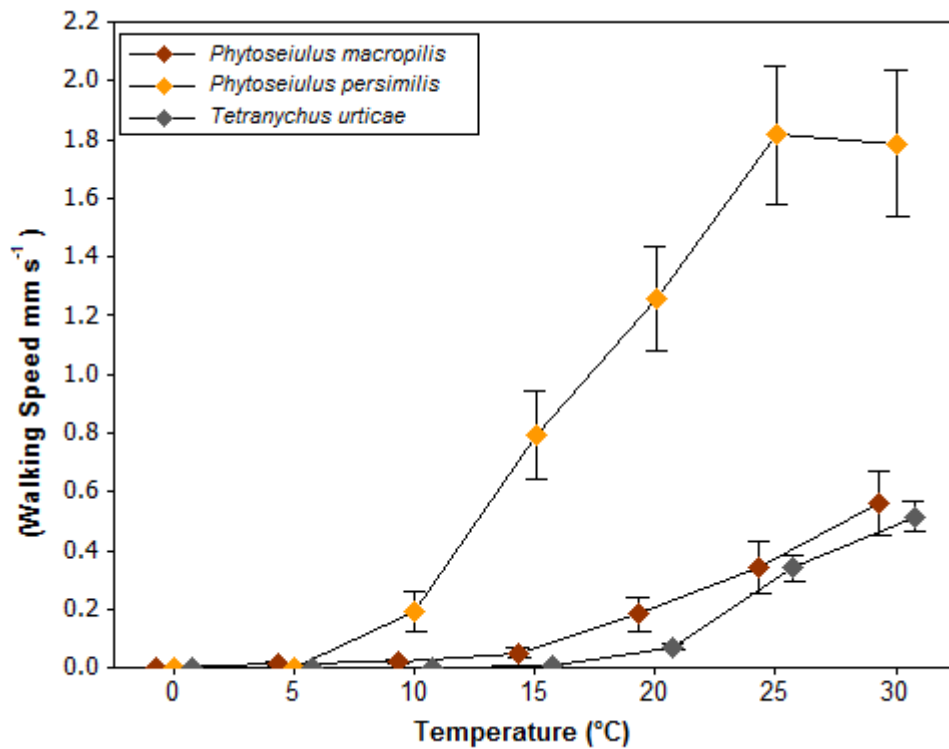 2.2
2.0
1.8
1.6
1.4
1.2
1.0
0.8
0.6
0.4
0.2
0.0
(Walking Speed mm s⁻¹)
Phytoseiulus macropilis
Phytoseiulus persimilis
Tetranychus urticae
0 5 10 15 20 25 30
Temperature (°C)